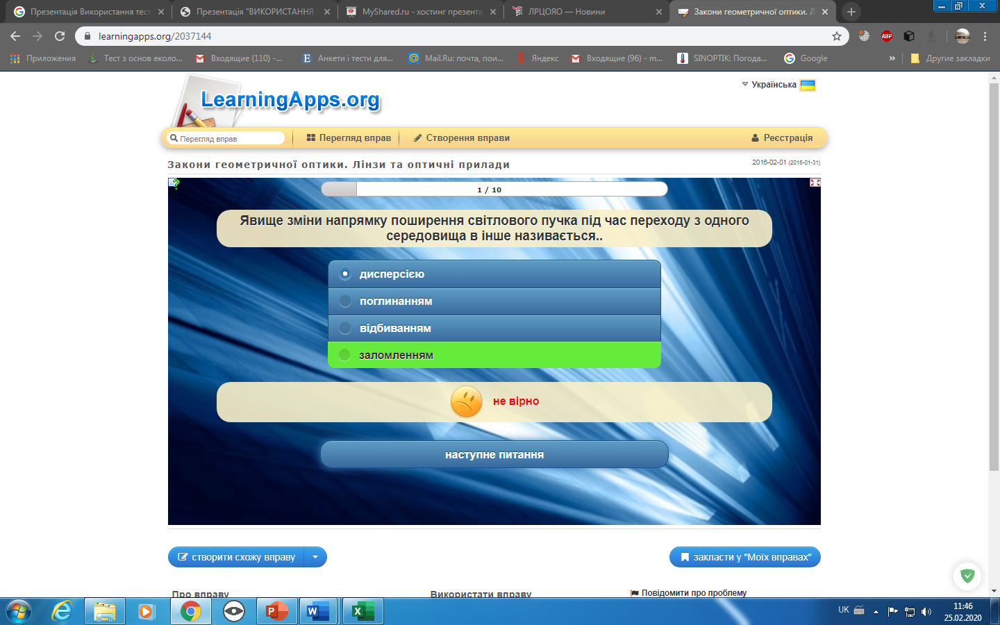 Презентація Використання тест
Презентація "ВИКОРИСТАННЯ
MyShared.ru - хостинг презента
ЛРЦОЯО — Новини
Закони геометричної оптики. Л
learningapps.org/2037144
ABP
Приложения
Тест з основ еколо...
Входящие (110) -...
Анкети і тести для...
Mail.Ru: почта, пои...
Яндекс
Входящие (96) - m...
SINOPTIK: Погода...
Google
»
Другие закладки
LearningApps.org
Українська
Перегляд вправ
Перегляд вправ
Створення вправи
Реєстрація
Закони геометричної оптики. Лінзи та оптичні прилади
2016-02-01 (2016-01-31)
1 / 10
Явище зміни напрямку поширення світлового пучка під час переходу з одного
середовища в інше називається..
дисперсією
поглинанням
відбиванням
заломленням
не вірно
наступне питання
створити схожу вправу
закласти у "Моїх вправах"
Про вправу
Використати вправу
Повідомити про проблему
UK
11:46
25.02.2020